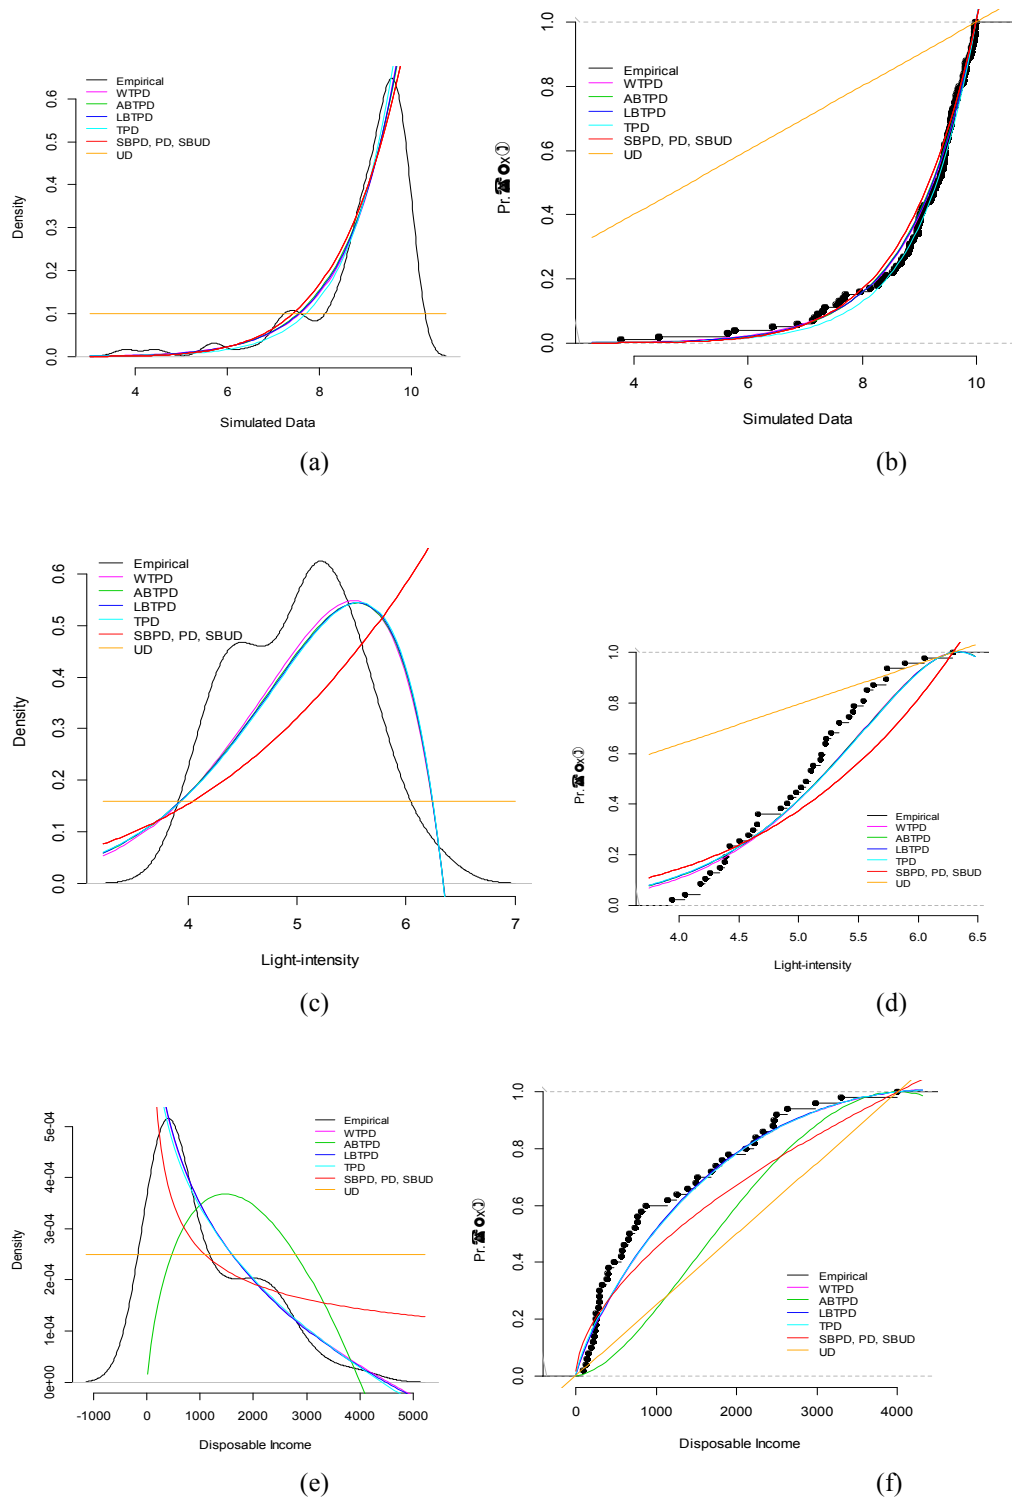 Density
0.0 0.1 0.2 0.3 0.4 0.5 0.6
Empirical
WTPD
ABTPD
LBTPD
TPD
SBPD, PD, SBUD
UD
4 6 8 10
Simulated Data
(a)
0.0 0.2 0.4 0.6 0.8 1.0
Empirical
WTPD
ABTPD
LBTPD
TPD
SBPD, PD, SBUD
UD
4 6 8 10
Simulated Data
(b)
Density
0.0 0.1 0.2 0.3 0.4 0.5 0.6
Empirical
WTPD
ABTPD
LBTPD
TPD
SBPD, PD, SBUD
UD
4 5 6 7
Light-intensity
(c)
0.0 0.2 0.4 0.6 0.8 1.0
Empirical
WTPD
ABTPD
LBTPD
TPD
SBPD, PD, SBUD
UD
4.0 4.5 5.0 5.5 6.0 6.5
Light-intensity
(d)
Density
0e+00 1e-04 2e-04 3e-04 4e-04 5e-04
Empirical
WTPD
ABTPD
LBTPD
TPD
SBPD, PD, SBUD
UD
-1000 0 1000 2000 3000 4000 5000
Disposable Income
(e)
0.0 0.2 0.4 0.6 0.8 1.0
Empirical
WTPD
ABTPD
LBTPD
TPD
SBPD, PD, SBUD
UD
0 1000 2000 3000 4000
Disposable Income
(f)